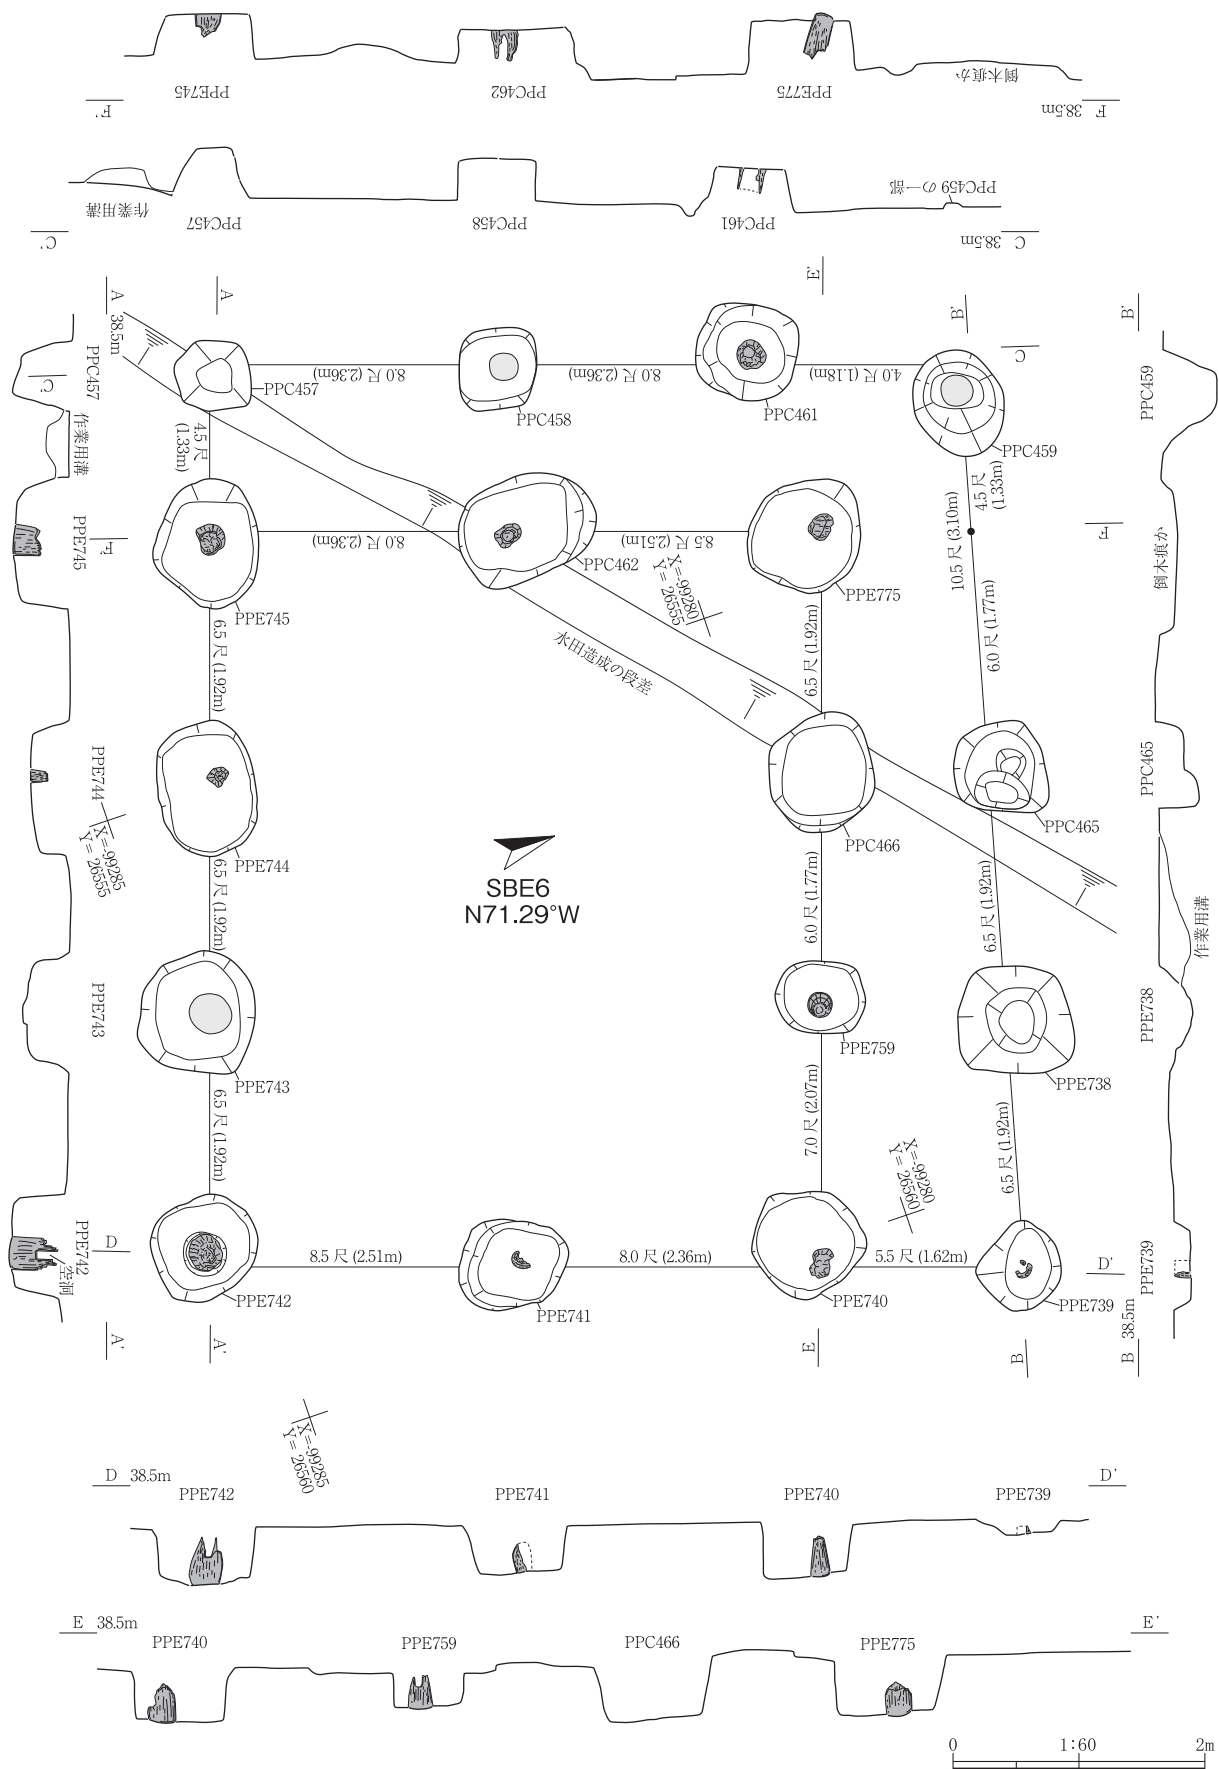 PPE745
PPC462
PPE775
倒木痕か
F'
38.5m
F
作業用溝
PPC457
PPC458
PPC461
PPC459の一部
C'
38.5m
C
E'
A
A
38.5m
B'
B'
PPC457
C'
8.0 尺 (2.36m)
8.0 尺 (2.36m)
4.0 尺 (1.18m)
C
PPC457
PPC458
PPC461
PPC459
PPC459
作業用溝
4.5 尺
(1.33m)
4.5 尺
(1.33m)
PPE745
F'
8.0 尺 (2.36m)
8.5 尺 (2.51m)
10.5 尺 (3.10m)
F
倒木痕か
PPC462
PPE775
X=-99280
Y= 26555
PPE745
6.5 尺 (1.92m)
水田造成の段差
6.5 尺 (1.92m)
6.0 尺 (1.77m)
PPE744
X=-99285
Y= 26555
PPC465
PPC465
PPC466
PPE744
6.5 尺 (1.92m)
SBE6
N71.29°W
6.0 尺 (1.77m)
6.5 尺 (1.92m)
作業用溝
PPE743
PPE738
PPE759
PPE743
PPE738
6.5 尺 (1.92m)
7.0 尺 (2.07m)
6.5 尺 (1.92m)
X=-99280
Y= 26560
PPE742
空洞
D
8.5 尺 (2.51m)
8.0 尺 (2.36m)
5.5 尺 (1.62m)
D'
PPE739
PPE742
PPE741
PPE740
PPE739
38.5m
A'
A'
E
B
B
X=-99285
Y= 26560
D
38.5m
D'
PPE742
PPE741
PPE740
PPE739
E
38.5m
E'
PPE740
PPE759
PPC466
PPE775
0
1:60
2m